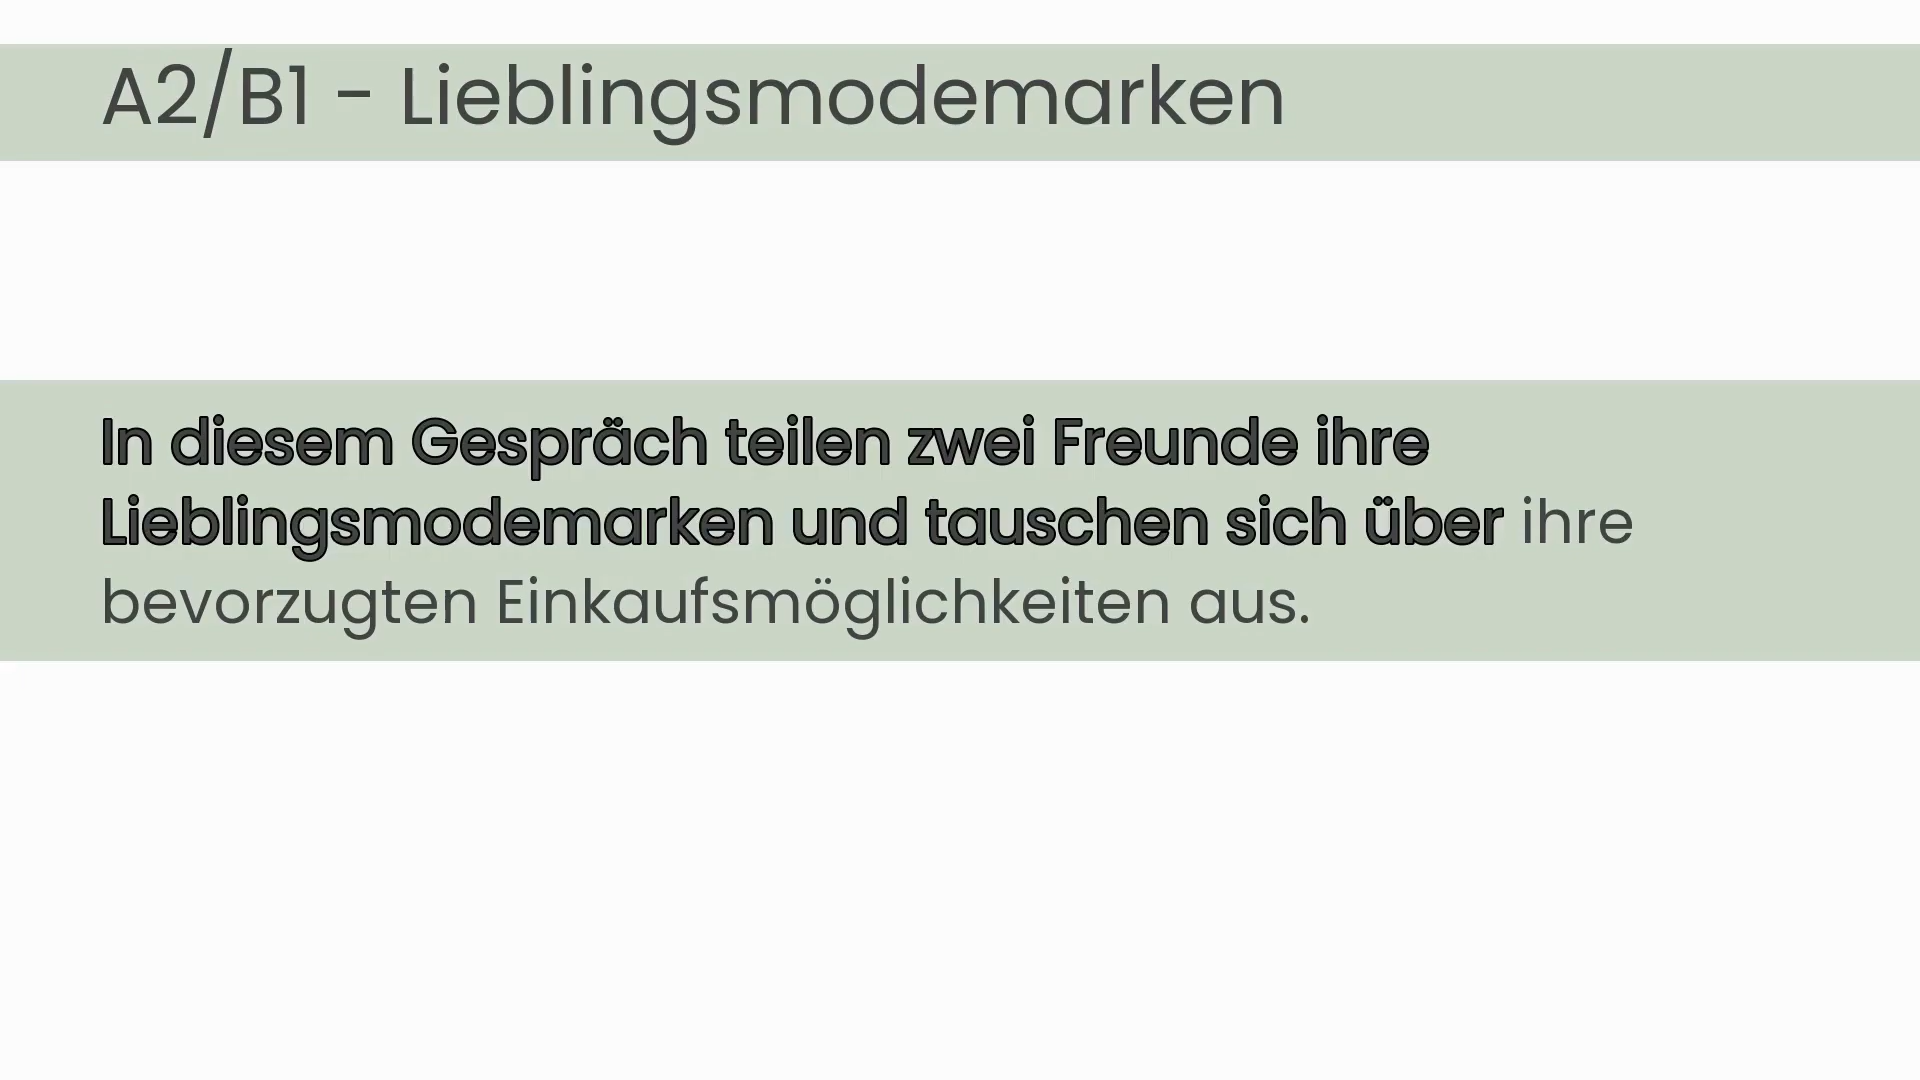 A2/B1 - Lieblingsmodemarken
In diesem Gespräch teilen zwei Freunde ihre
Lieblingsmodemarken und tauschen sich über ihre
bevorzugten Einkaufsmöglichkeiten aus.